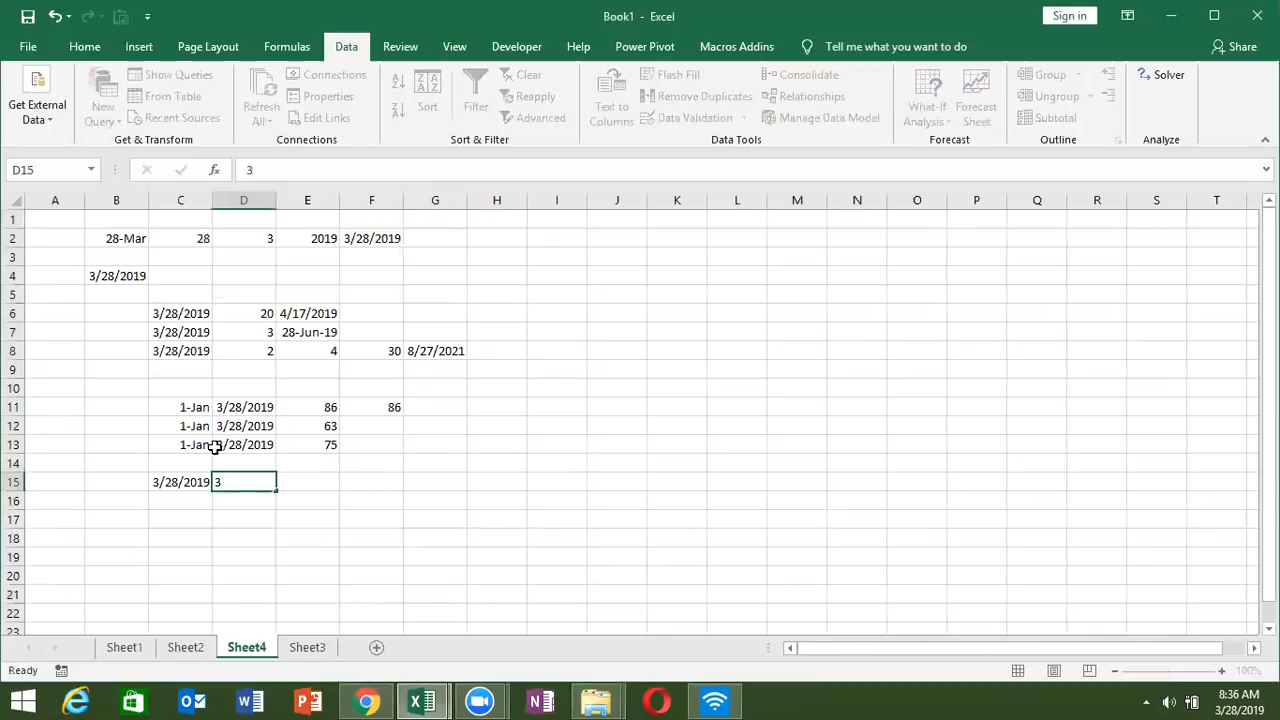 Book1 - Excel
Sign in
File Home Insert Page Layout Formulas Data Review View Developer Help Power Pivot Macros Addins Tell me what you want to do Share
Get External Data
New Query
Show Queries
From Table
Recent Sources
Get & Transform
Refresh All
Connections
Properties
Edit Links
Connections
Sort
Filter
Clear
Reapply
Advanced
Sort & Filter
Text to Columns
Flash Fill
Remove Duplicates
Data Validation
Consolidate
Relationships
Manage Data Model
Data Tools
What-If Analysis
Forecast Sheet
Forecast
Group
Ungroup
Subtotal
Outline
Solver
Analyze
D15 fx 3
A B C D E F G H I J K L M N O P Q R S T
1
2 28-Mar 28 3 2019 3/28/2019
3
4 3/28/2019
5
6 3/28/2019 20 4/17/2019
7 3/28/2019 3 28-Jun-19
8 3/28/2019 2 4 30 8/27/2021
9
10
11 1-Jan 3/28/2019 86 86
12 1-Jan 3/28/2019 63
13 1-Jan 3/28/2019 75
14
15 3/28/2019 3
16
17
18
19
20
21
22
23
Sheet1 Sheet2 Sheet4 Sheet3
Ready 100%
8:36 AM
3/28/2019